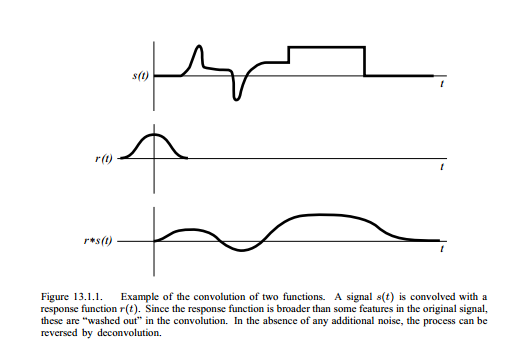 s(t)
t
r(t)
t
r*s(t)
t
Figure 13.1.1. Example of the convolution of two functions. A signal s(t) is convolved with a
response function r(t). Since the response function is broader than some features in the original signal,
these are “washed out” in the convolution. In the absence of any additional noise, the process can be
reversed by deconvolution.